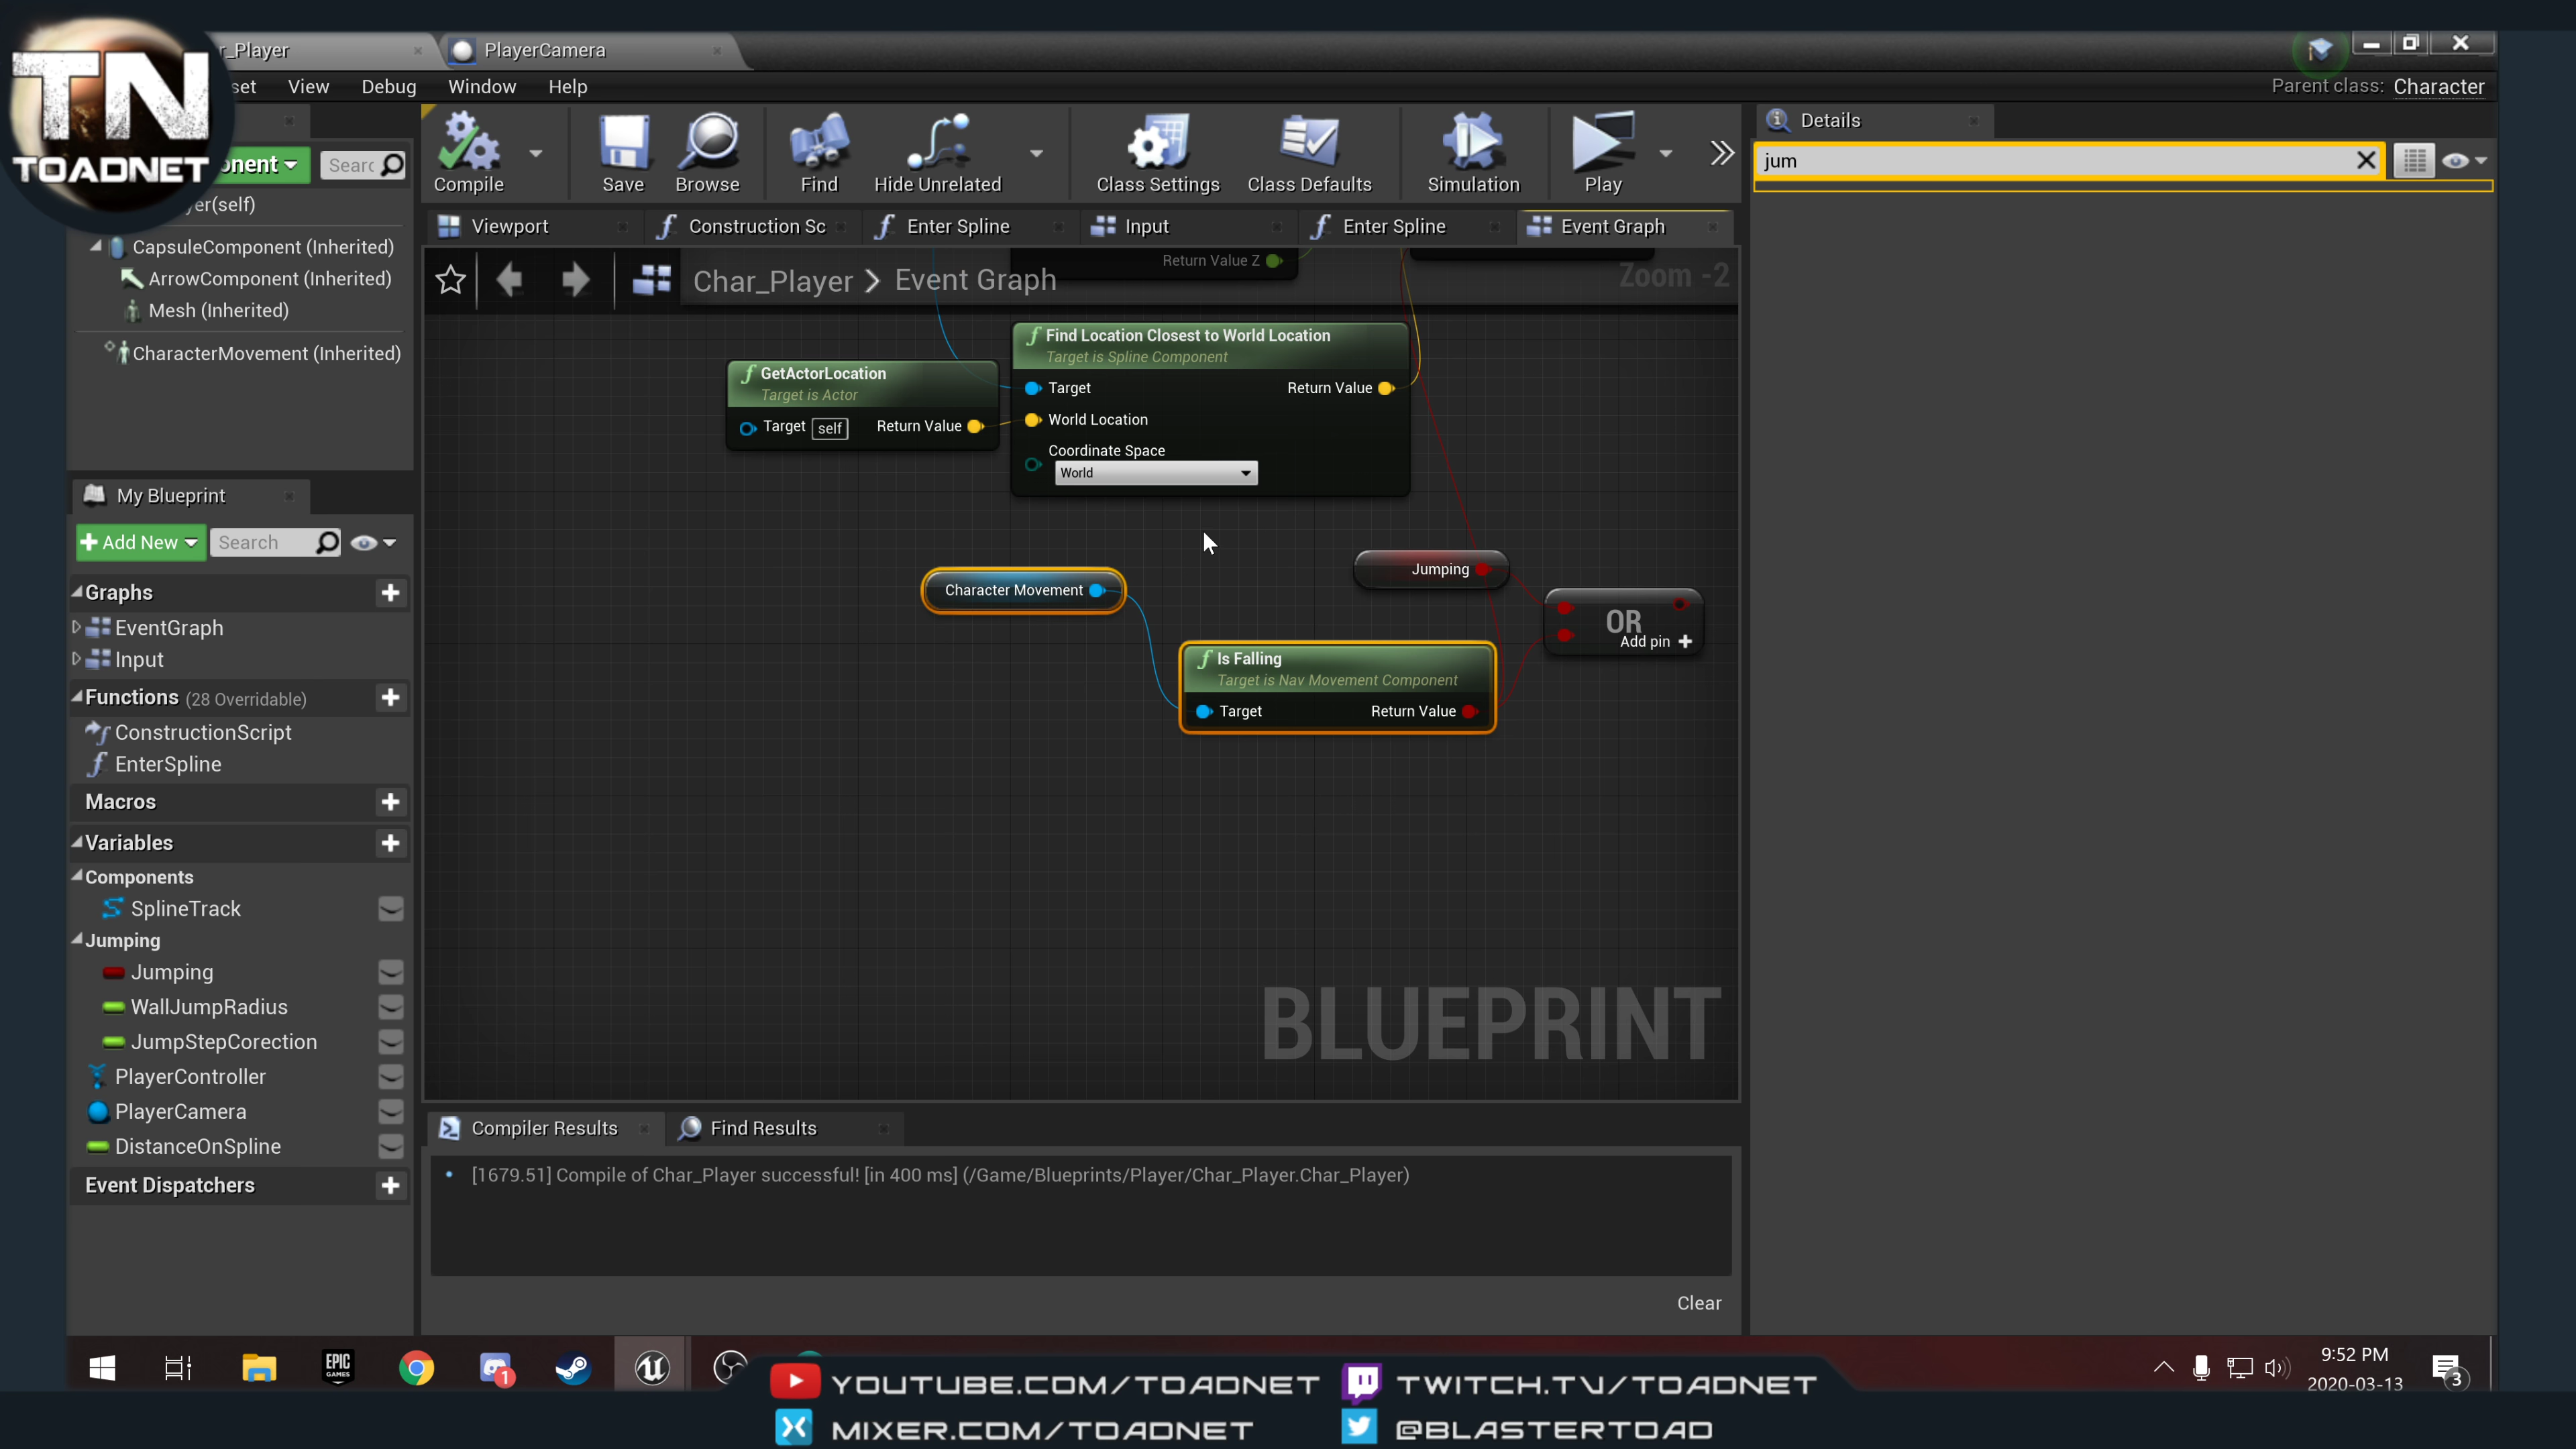 TN
TOADNET
r_Player
PlayerCamera
set
View
Debug
Window
Help
Parent class: Character
onent
Searc
Compile
Save
Browse
Find
Hide Unrelated
Class Settings
Class Defaults
Simulation
Play
Details
jum
yer(self)
CapsuleComponent (Inherited)
ArrowComponent (Inherited)
Mesh (Inherited)
CharacterMovement (Inherited)
Viewport
Construction Sc
Enter Spline
Input
Enter Spline
Event Graph
Char_Player > Event Graph
Zoom -2
Return Value Z
Find Location Closest to World Location
Target is Spline Component
Target
Return Value
World Location
Coordinate Space
World
GetActorLocation
Target is Actor
Target self
Return Value
Character Movement
Jumping
OR
Add pin +
Is Falling
Target is Nav Movement Component
Target
Return Value
BLUEPRINT
My Blueprint
+ Add New
Search
Graphs
EventGraph
Input
Functions (28 Overridable)
ConstructionScript
EnterSpline
Macros
Variables
Components
SplineTrack
Jumping
Jumping
WallJumpRadius
JumpStepCorection
PlayerController
PlayerCamera
DistanceOnSpline
Event Dispatchers
Compiler Results
Find Results
[1679.51] Compile of Char_Player successful! [in 400 ms] (/Game/Blueprints/Player/Char_Player.Char_Player)
Clear
EPIC
GAMES
1
9:52 PM
2020-03-13
3
YOUTUBE.COM/TOADNET
TWITCH.TV/TOADNET
MIXER.COM/TOADNET
@BLASTERTOAD